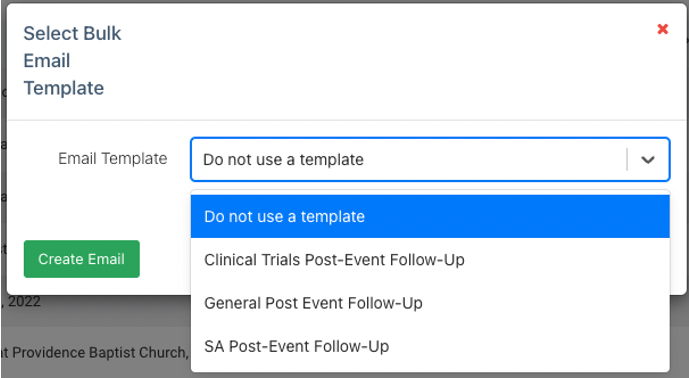 Select Bulk
Email
Template
Email Template
Do not use a template
Do not use a template
Clinical Trials Post-Event Follow-Up
Create Email
General Post Event Follow-Up
, 2022
SA Post-Event Follow-Up
t Providence Baptist Church,